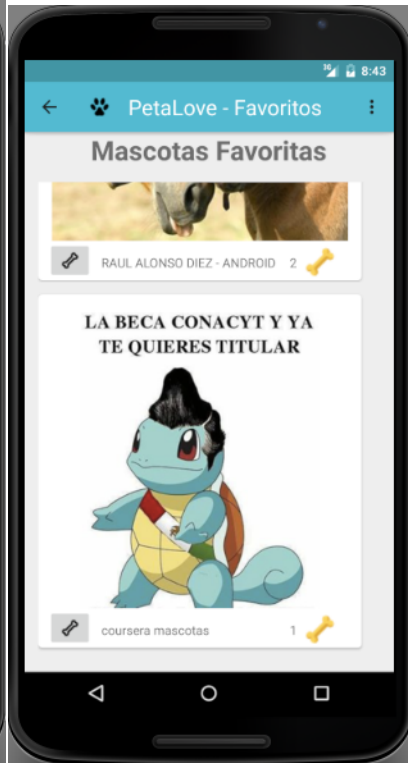 3G 8:43
PetaLove - Favoritos
Mascotas Favoritas
RAUL ALONSO DIEZ - ANDROID 2
LA BECA CONACYT Y YA
TE QUIERES TITULAR
coursera mascotas 1